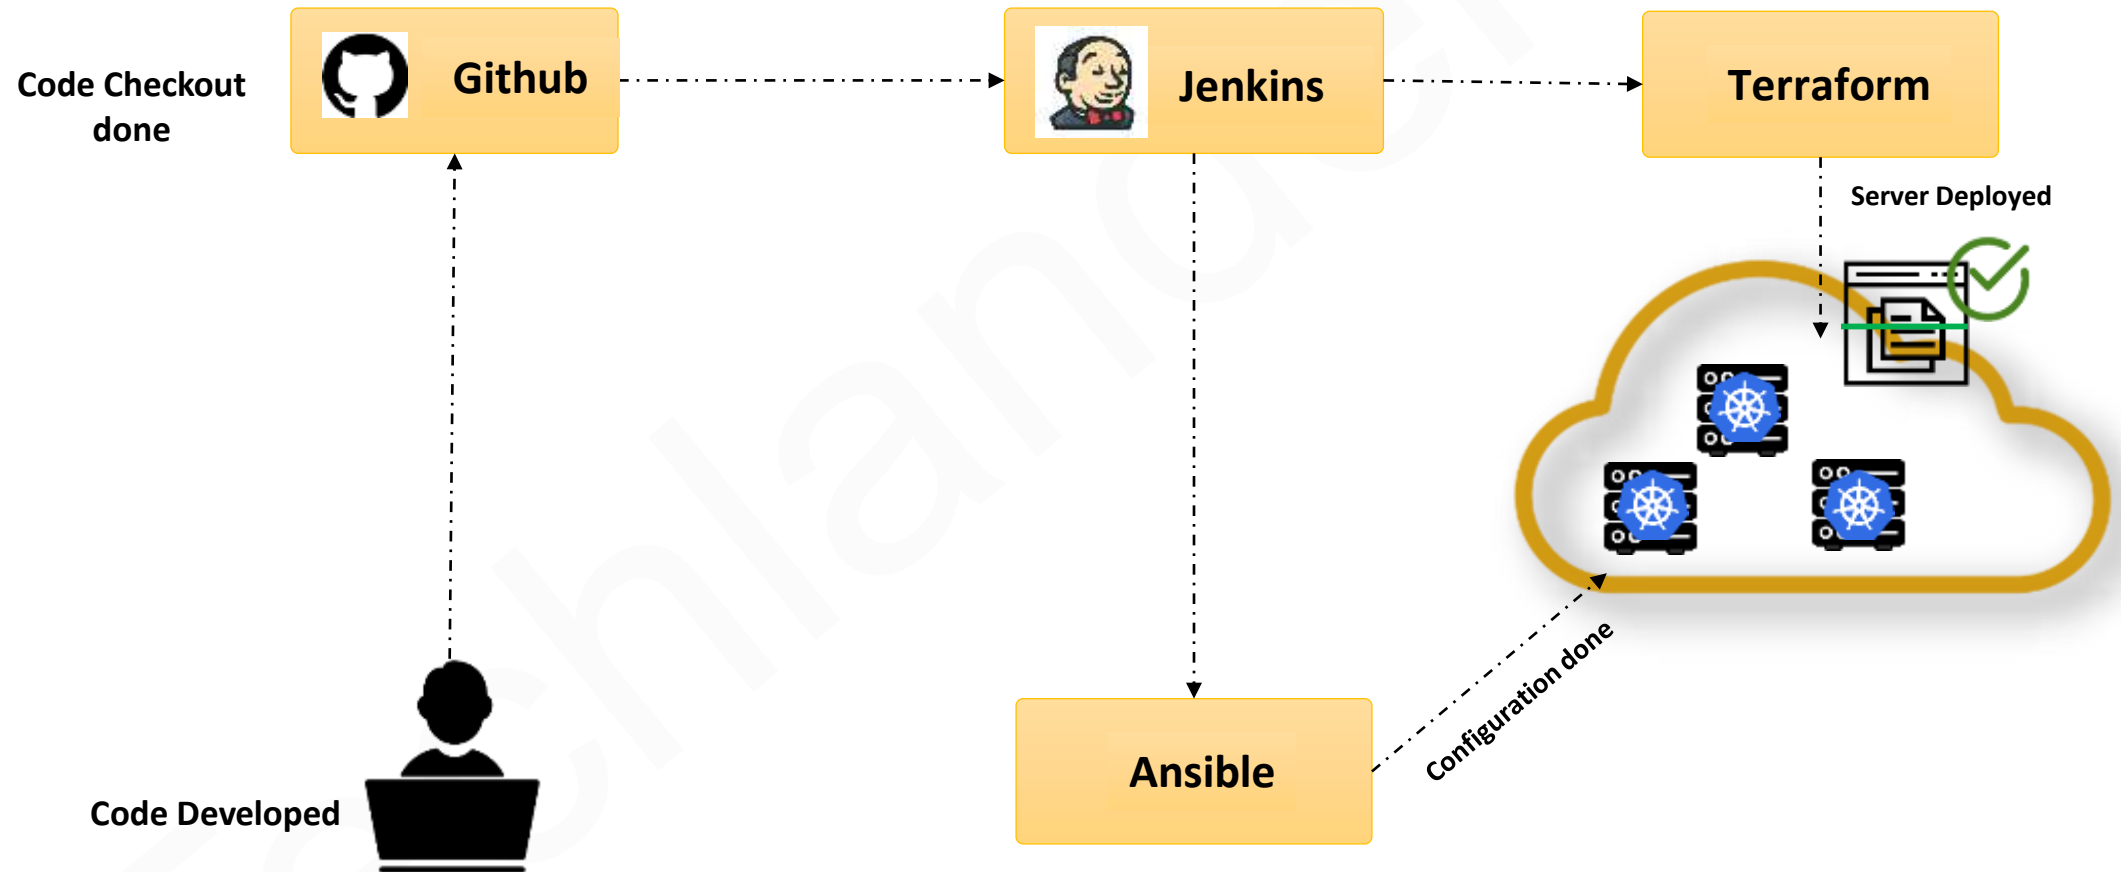 Code Checkout
done
Github
Jenkins
Terraform
Server Deployed
Configuration done
Ansible
Code Developed